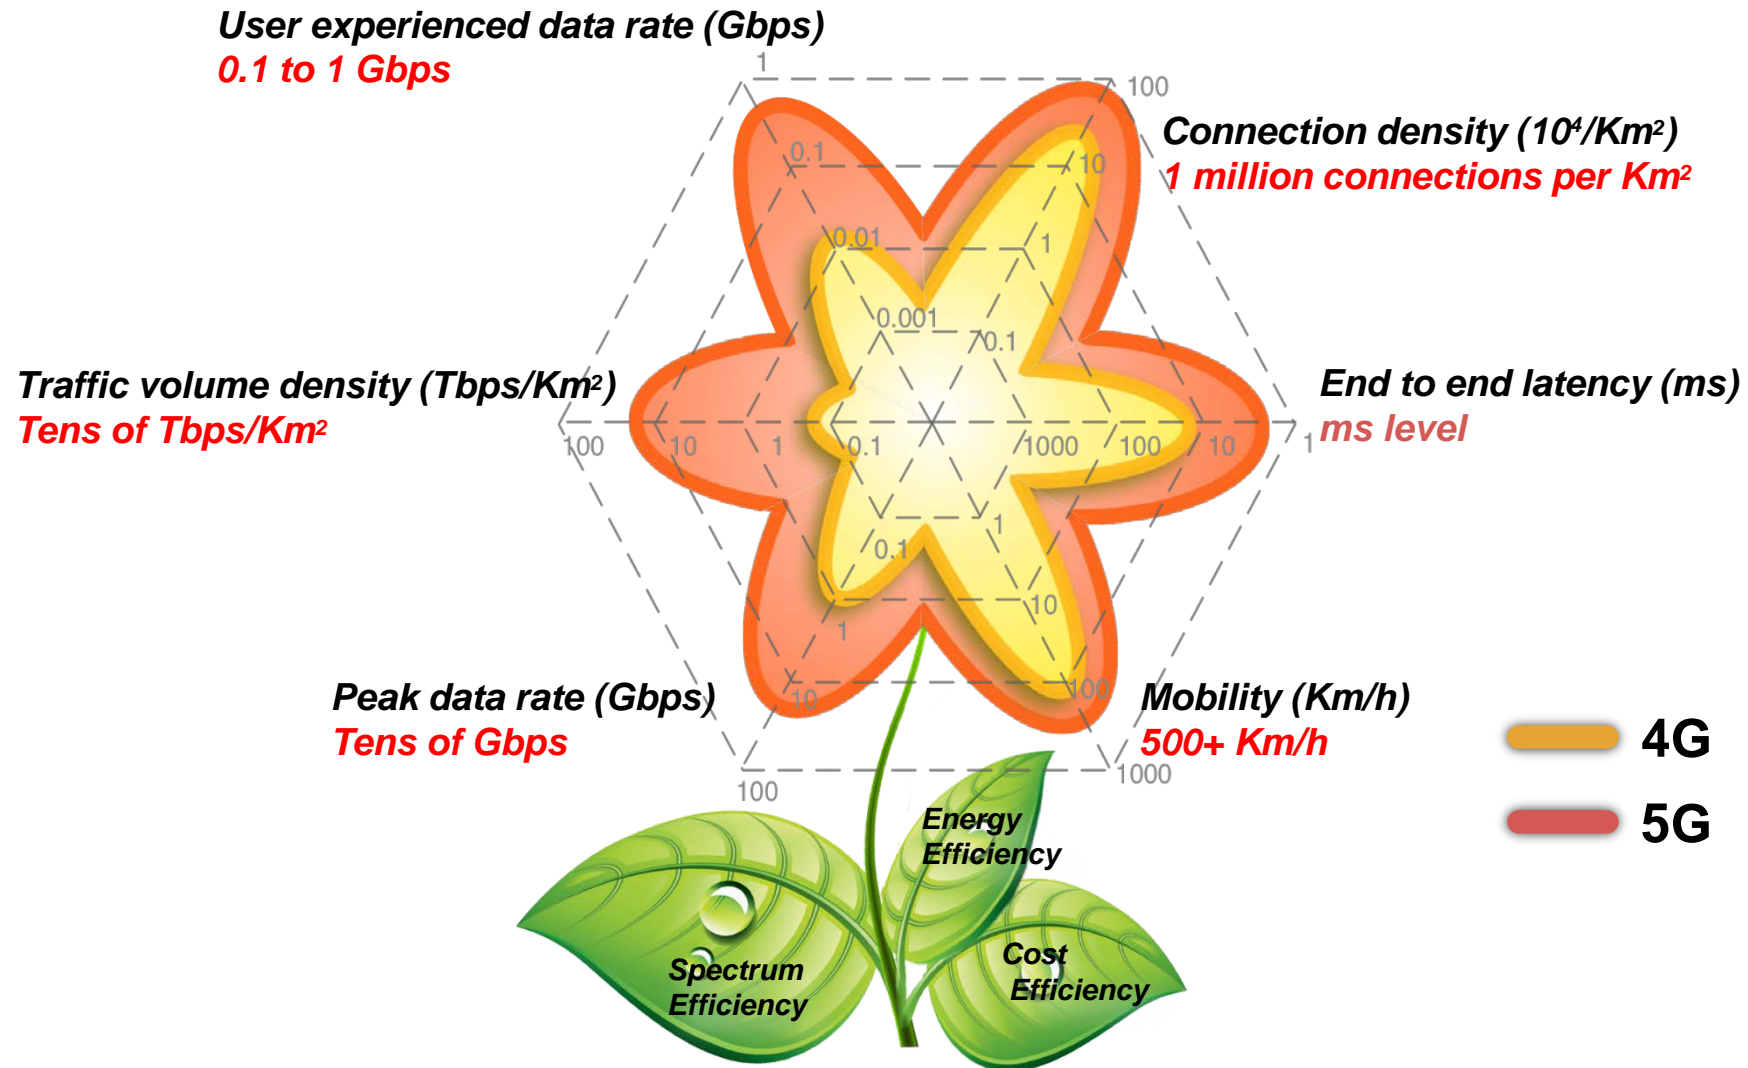 User experienced data rate (Gbps)
0.1 to 1 Gbps
1
100
Connection density (10⁴/Km²)
1 million connections per Km²
0.1
10
0.01
1
0.001
0.1
Traffic volume density (Tbps/Km²)
Tens of Tbps/Km²
End to end latency (ms)
ms level
100
10
1
0.1
1000
100
10
1
1
0.1
10
1
Peak data rate (Gbps)
Tens of Gbps
10
100
Mobility (Km/h)
500+ Km/h
100
1000
4G
5G
Energy
Efficiency
Spectrum
Efficiency
Cost
Efficiency